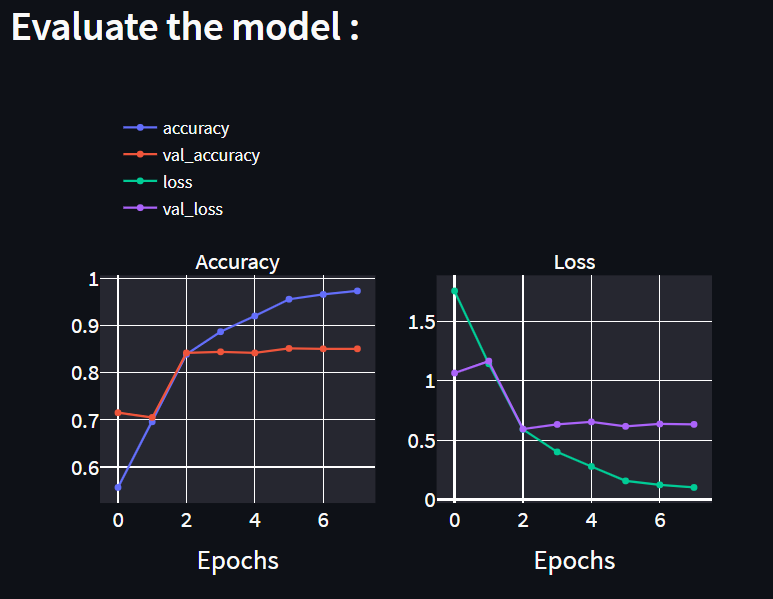 Evaluate the model :
accuracy
val_accuracy
loss
val_loss
Accuracy
1
0.9
0.8
0.7
0.6
0 2 4 6
Epochs
Loss
1.5
1
0.5
0
0 2 4 6
Epochs